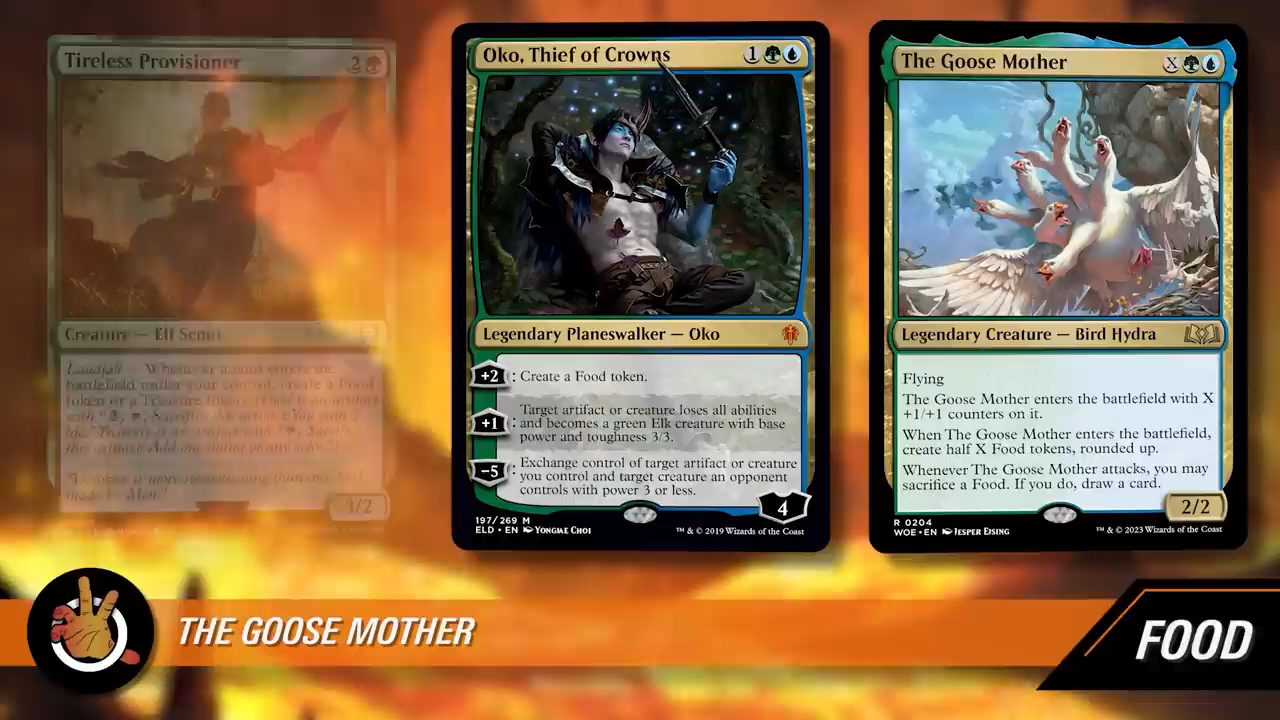 Tireless Provisioner 2
Creature — Elf Scout
Oko, Thief of Crowns 1
Legendary Planeswalker — Oko
+2 : Create a Food token.
Target artifact or creature loses all abilities
+1 : and becomes a green Elk creature with base
power and toughness 3/3.
Exchange control of target artifact or creature
−5 : you control and target creature an opponent
controls with power 3 or less.
4
197/269 M
ELD • EN YONGJAE CHOI
™ & © 2019 Wizards of the Coast
The Goose Mother X
Legendary Creature — Bird Hydra
Flying
The Goose Mother enters the battlefield with X
+1/+1 counters on it.
When The Goose Mother enters the battlefield,
create half X Food tokens, rounded up.
Whenever The Goose Mother attacks, you may
sacrifice a Food. If you do, draw a card.
2/2
R 0204
WOE • EN JESPER EJSING
™ & © 2023 Wizards of the Coast
THE GOOSE MOTHER
FOOD